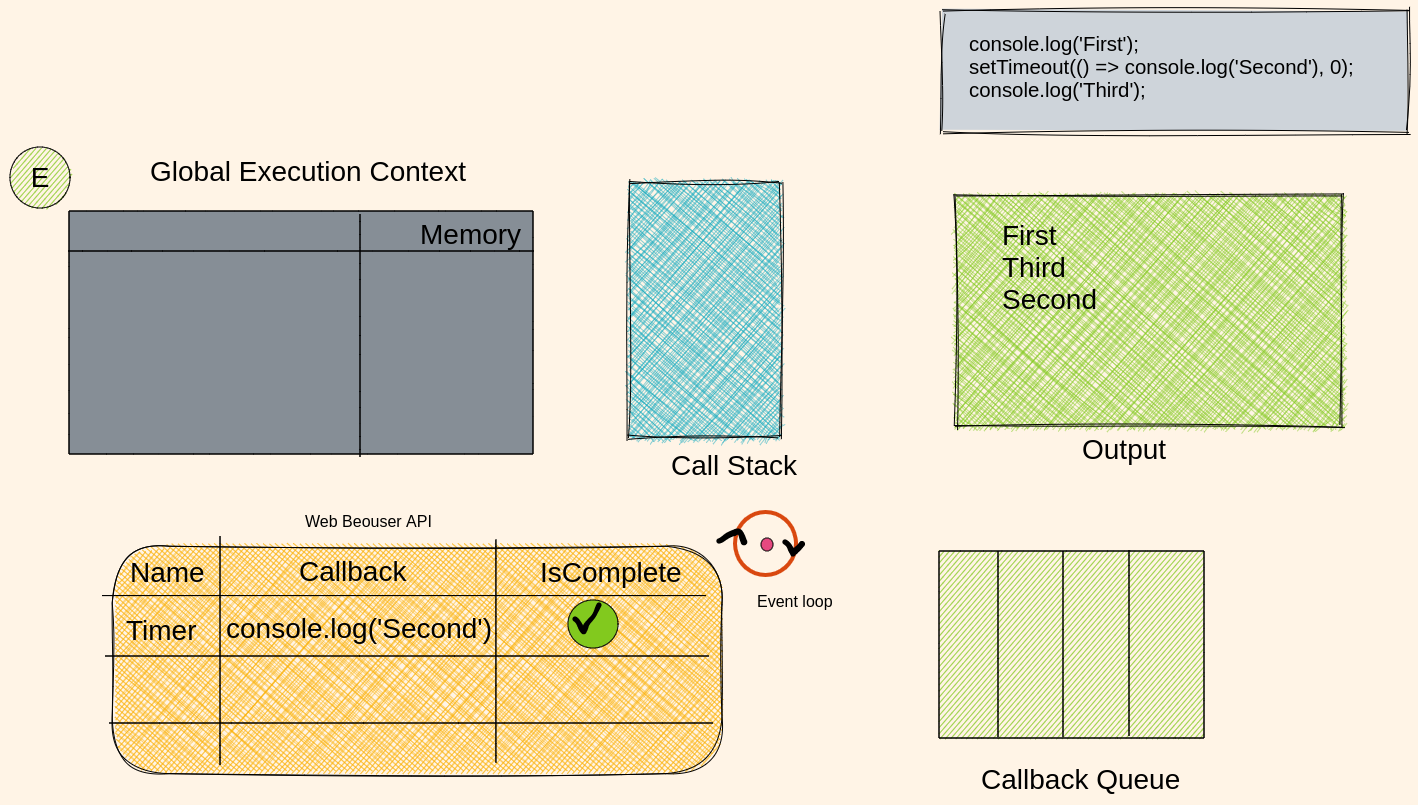 console.log('First');
setTimeout(() => console.log('Second'), 0);
console.log('Third');
E
Global Execution Context
Memory
First
Third
Second
Output
Call Stack
Web Beouser API
Name Callback IsComplete
Timer console.log('Second')
Event loop
Callback Queue